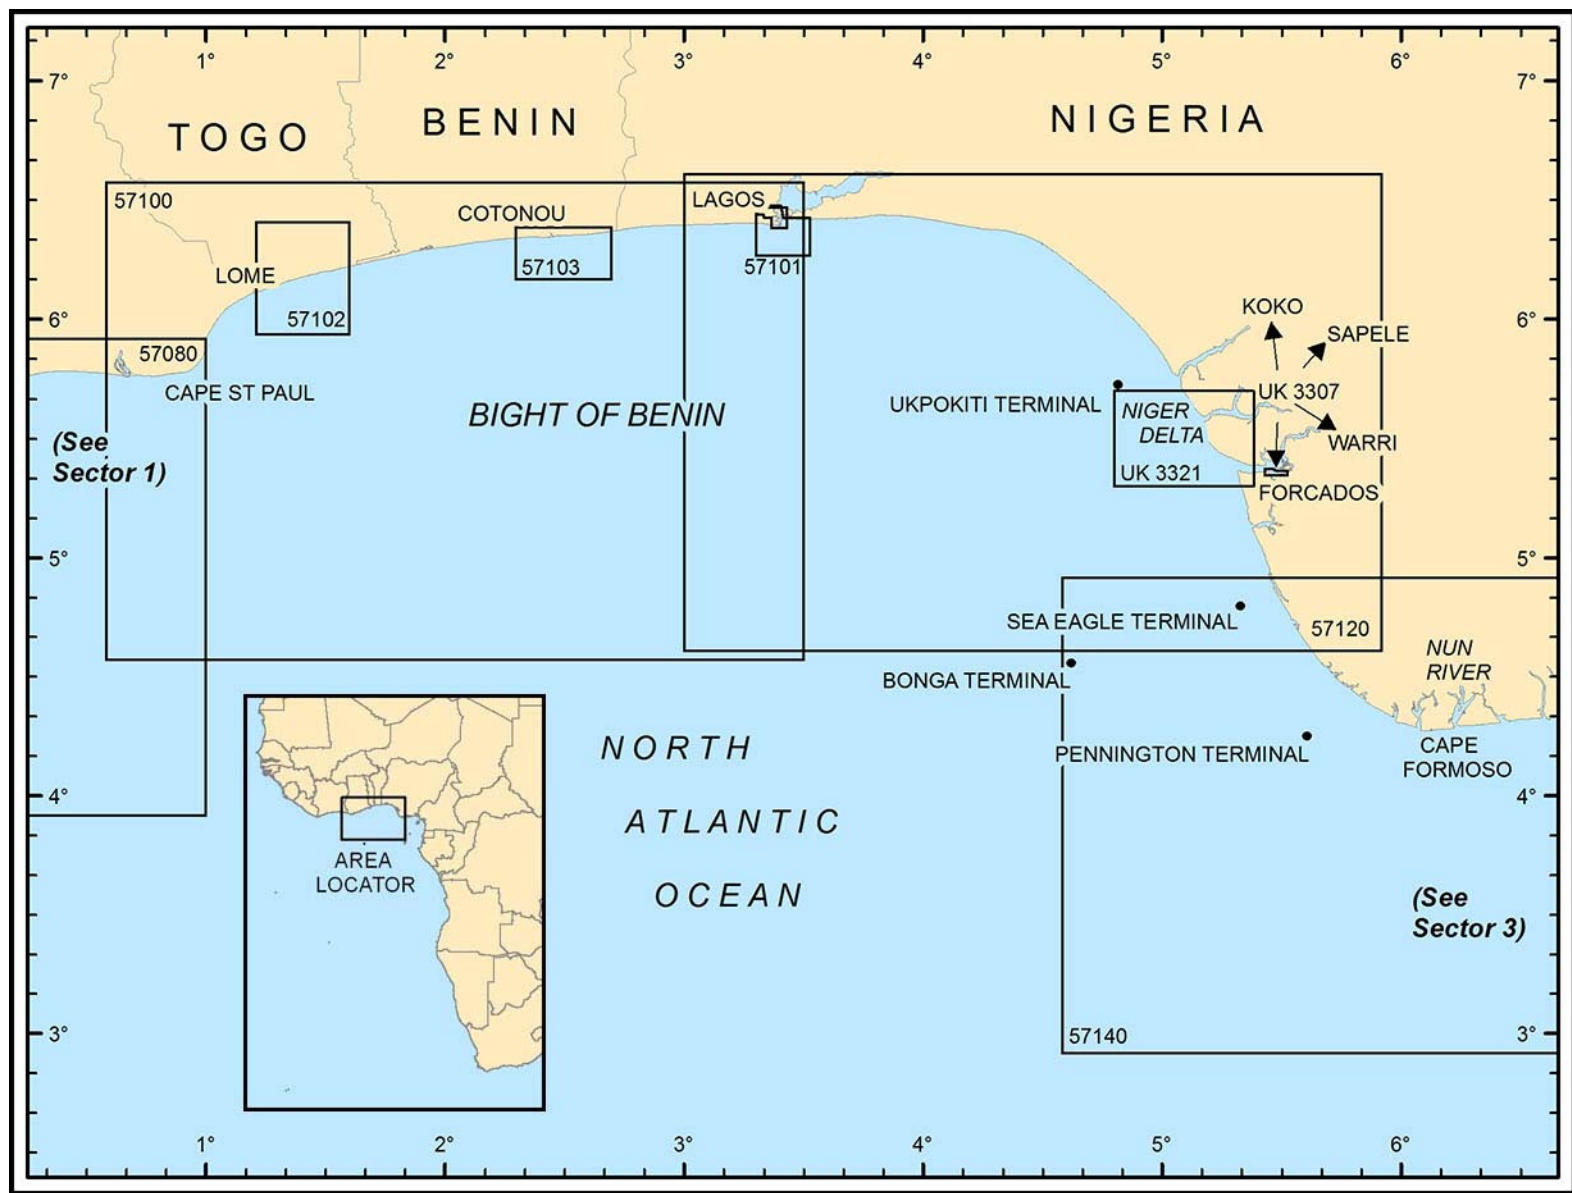 1° 2° 3° 4° 5° 6°
7° 7°
TOGO BENIN NIGERIA
57100
LAGOS
COTONOU
LOME
57103
57101
57102
KOKO
6° 6°
SAPELE
57080
CAPE ST PAUL
UK 3307
UKPOKITI TERMINAL
NIGER
DELTA
BIGHT OF BENIN
WARRI
(See
Sector 1)
UK 3321
FORCADOS
5° 5°
SEA EAGLE TERMINAL
57120
NUN
RIVER
BONGA TERMINAL
NORTH
ATLANTIC
OCEAN
PENNINGTON TERMINAL
CAPE
FORMOSO
4° 4°
AREA
LOCATOR
(See
Sector 3)
3° 3°
57140
1° 2° 3° 4° 5° 6°